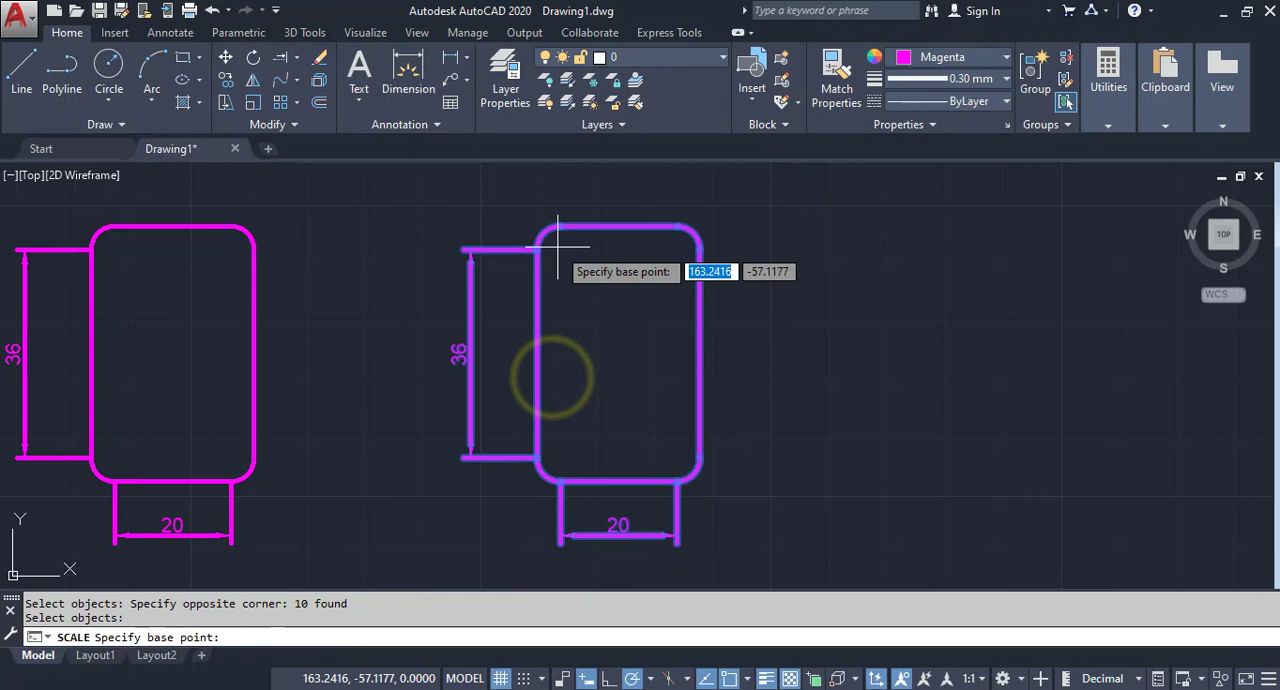 Autodesk AutoCAD 2020 Drawing1.dwg
Type a keyword or phrase
Sign In
Home Insert Annotate Parametric 3D Tools Visualize View Manage Output Collaborate Express Tools
0
Magenta
0.30 mm
ByLayer
Line Polyline Circle Arc
Text Dimension
Layer Properties
Insert
Match Properties
Group
Utilities
Clipboard
View
Draw
Modify
Annotation
Layers
Block
Properties
Groups
Start
Drawing1*
[−][Top][2D Wireframe]
N
W TOP E
S
WCS
Specify base point: 163.2416 -57.1177
36
36
20
20
Y
X
Select objects: Specify opposite corner: 10 found
Select objects:
SCALE Specify base point:
Model Layout1 Layout2
163.2416, -57.1177, 0.0000 MODEL 1:1 Decimal